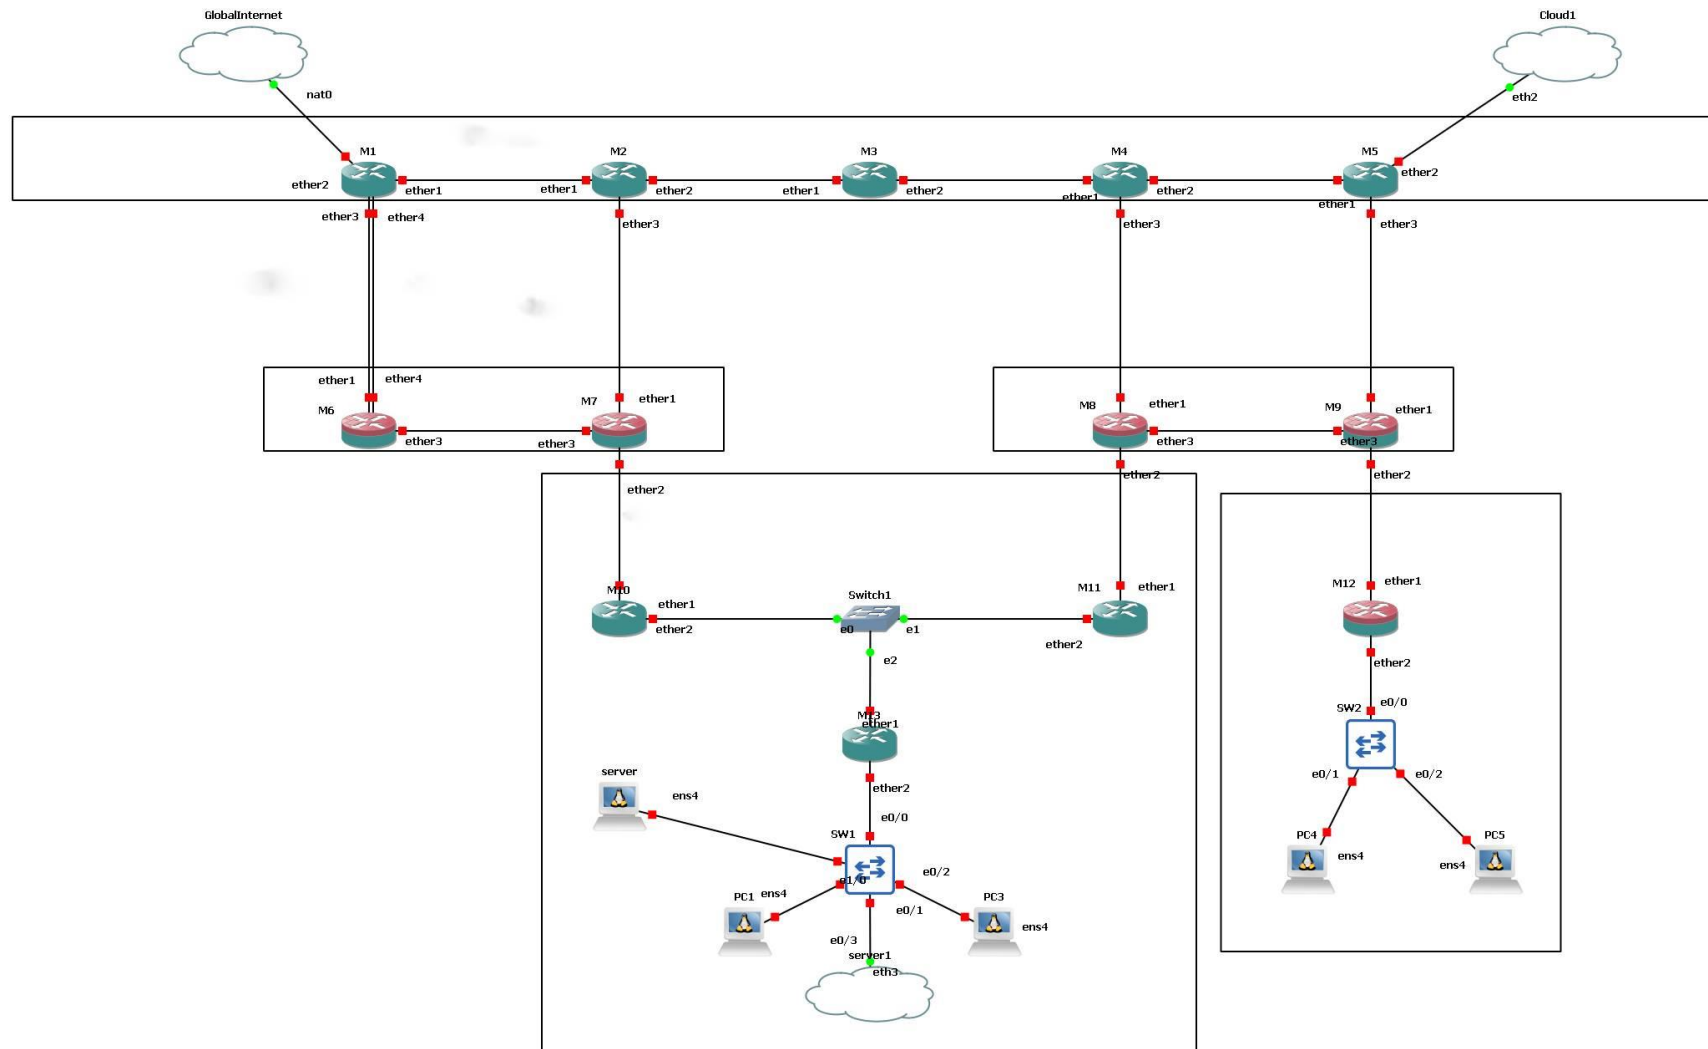 GlobalInternet
Cloud1
nat0
eth2
M1
M2
M3
M4
M5
ether2
ether1
ether1
ether2
ether1
ether2
ether1
ether2
ether1
ether2
ether3
ether4
ether3
ether3
ether3
ether1
ether4
ether1
ether1
ether1
M6
M7
M8
M9
ether3
ether3
ether3
ether3
ether2
ether2
ether2
M10
ether1
ether2
Switch1
e0
e1
e2
M11
ether1
ether2
M12
ether1
ether2
M13
ether1
ether2
e0/0
SW2
e0/0
e0/1
e0/2
server
ens4
SW1
e1/0
e0/2
e0/1
e0/3
PC1
ens4
PC3
ens4
PC4
ens4
PC5
ens4
server1
eth3